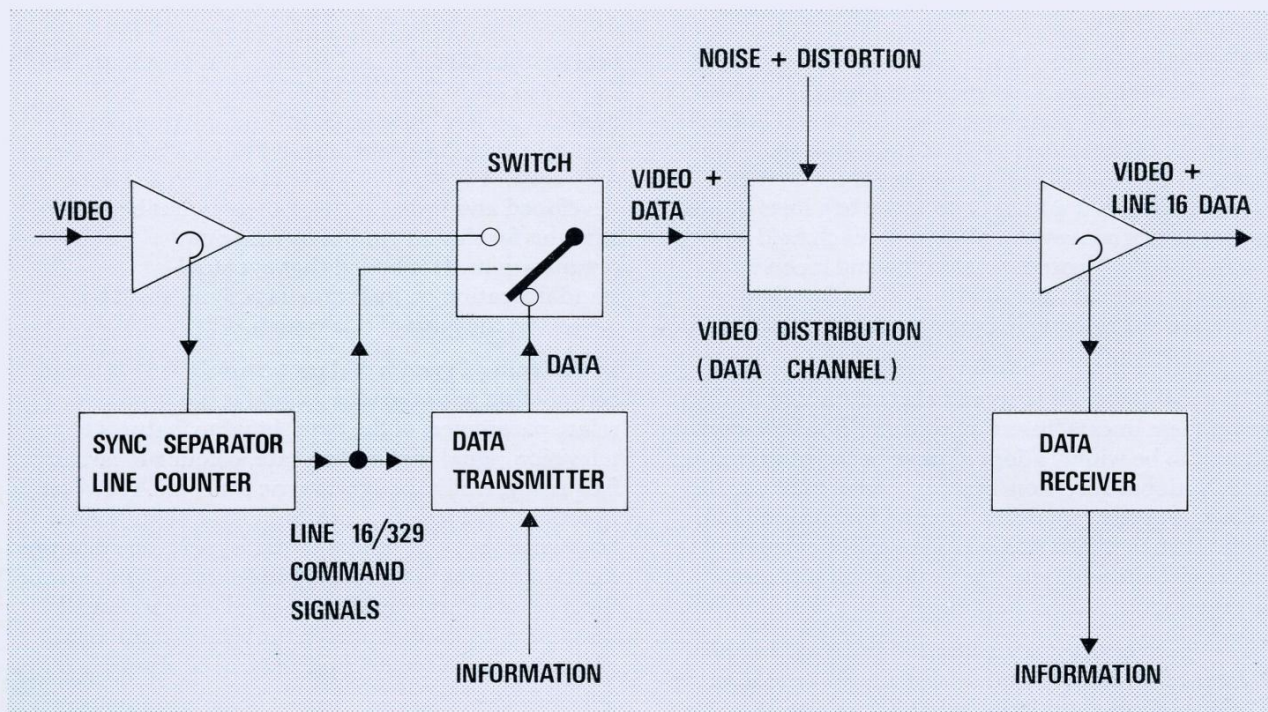 NOISE + DISTORTION
SWITCH
VIDEO
VIDEO +
DATA
VIDEO +
LINE 16 DATA
VIDEO DISTRIBUTION
(DATA CHANNEL)
DATA
SYNC SEPARATOR
LINE COUNTER
DATA
TRANSMITTER
DATA
RECEIVER
LINE 16/329
COMMAND
SIGNALS
INFORMATION
INFORMATION